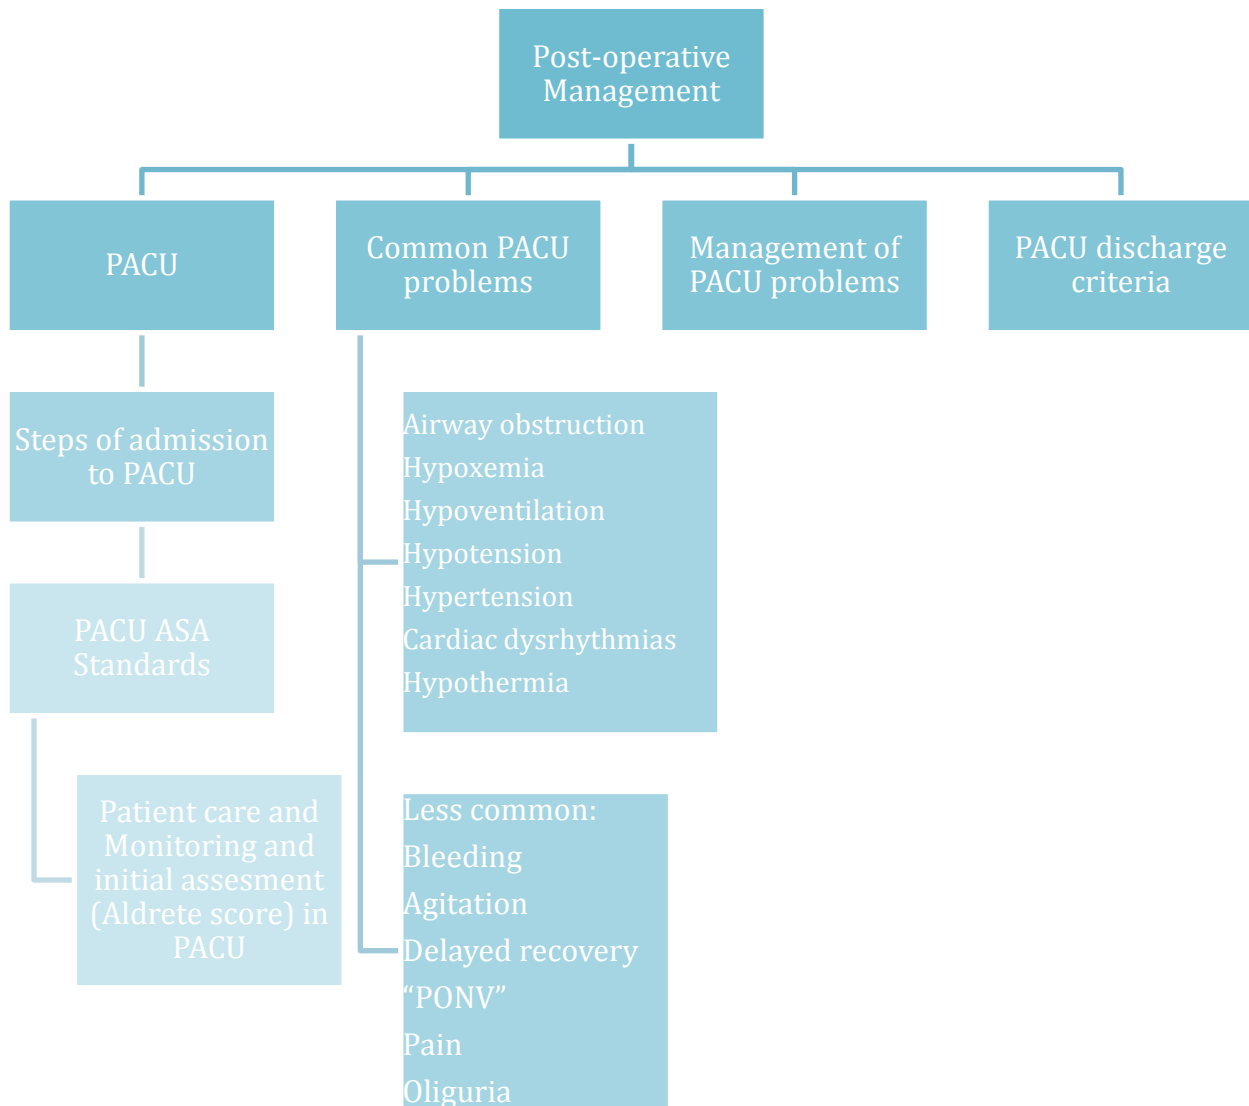 Post-operative
Management
PACU
Common PACU
problems
Management of
PACU problems
PACU discharge
criteria
Steps of admission
to PACU
PACU ASA
Standards
Patient care and
Monitoring and
initial assesment
(Aldrete score) in
PACU
Airway obstruction
Hypoxemia
Hypoventilation
Hypotension
Hypertension
Cardiac dysrhythmias
Hypothermia
Less common:
Bleeding
Agitation
Delayed recovery
“PONV”
Pain
Oliguria